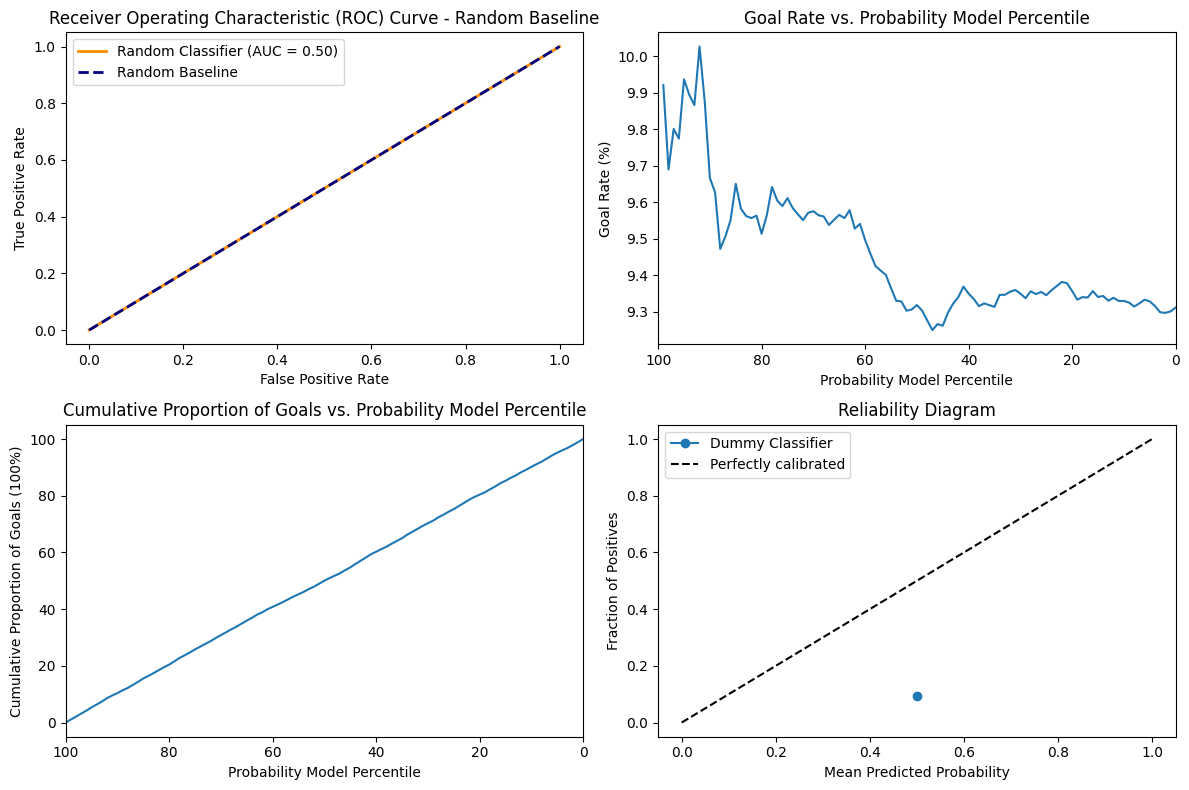 Receiver Operating Characteristic (ROC) Curve - Random Baseline
Random Classifier (AUC = 0.50)
Random Baseline
True Positive Rate
1.0
0.8
0.6
0.4
0.2
0.0
0.0 0.2 0.4 0.6 0.8 1.0
False Positive Rate
Goal Rate vs. Probability Model Percentile
Goal Rate (%)
10.0
9.9
9.8
9.7
9.6
9.5
9.4
9.3
100 80 60 40 20 0
Probability Model Percentile
Cumulative Proportion of Goals vs. Probability Model Percentile
Cumulative Proportion of Goals (100%)
100
80
60
40
20
0
100 80 60 40 20 0
Probability Model Percentile
Reliability Diagram
Dummy Classifier
Perfectly calibrated
Fraction of Positives
1.0
0.8
0.6
0.4
0.2
0.0
0.0 0.2 0.4 0.6 0.8 1.0
Mean Predicted Probability